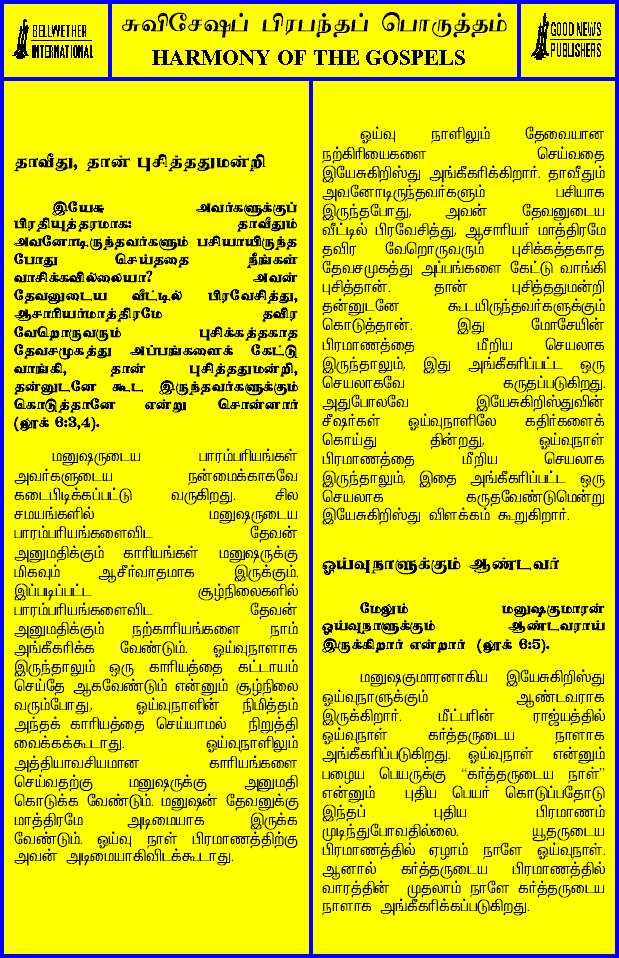 BELLWETHER
INTERNATIONAL
சுவிசேஷப் பிரபந்தப் பொருத்தம்
HARMONY OF THE GOSPELS
GOOD NEWS
PUBLISHERS
தாவீது, தான் புசித்ததுமன்றி
இயேசு அவர்களுக்குப்
பிரதியுத்தரமாக: தாவீதும்
அவனோடிருந்தவர்களும் பசியாயிருந்த
போது செய்ததை நீங்கள்
வாசிக்கவில்லையா? அவன்
தேவனுடைய வீட்டில் பிரவேசித்து,
ஆசாரியர்மாத்திரமே தவிர
வேறொருவரும் புசிக்கத்தகாத
தேவசமுகத்து அப்பங்களைக் கேட்டு
வாங்கி, தான் புசித்ததுமன்றி,
தன்னுடனே கூட இருந்தவர்களுக்கும்
கொடுத்தானே என்று சொன்னார்
(லூக் 6:3,4).
மனுஷருடைய பாரம்பரியங்கள்
அவர்களுடைய நன்மைக்காகவே
கடைபிடிக்கப்பட்டு வருகிறது. சில
சமயங்களில் மனுஷருடைய
பாரம்பரியங்களைவிட தேவன்
அனுமதிக்கும் காரியங்கள் மனுஷருக்கு
மிகவும் ஆசீர்வாதமாக இருக்கும்.
இப்படிப்பட்ட சூழ்நிலைகளில்
பாரம்பரியங்களைவிட தேவன்
அனுமதிக்கும் நற்காரியங்களை நாம்
அங்கீகரிக்க வேண்டும். ஓய்வுநாளாக
இருந்தாலும் ஒரு காரியத்தை கட்டாயம்
செய்தே ஆகவேண்டும் என்னும் சூழ்நிலை
வரும்போது, ஓய்வுநாளின் நிமித்தம்
அந்தக் காரியத்தை செய்யாமல் நிறுத்தி
வைக்கக்கூடாது. ஓய்வுநாளிலும்
அத்தியாவசியமான காரியங்களை
செய்வதற்கு மனுஷருக்கு அனுமதி
கொடுக்க வேண்டும். மனுஷன் தேவனுக்கு
மாத்திரமே அடிமையாக இருக்க
வேண்டும். ஓய்வு நாள் பிரமாணத்திற்கு
அவன் அடிமையாகிவிடக்கூடாது.
ஓய்வு நாளிலும் தேவையான
நற்கிரியைகளை செய்வதை
இயேசுகிறிஸ்து அங்கீகரிக்கிறார். தாவீதும்
அவனோடிருந்தவர்களும் பசியாக
இருந்தபோது, அவன் தேவனுடைய
வீட்டில் பிரவேசித்து, ஆசாரியர் மாத்திரமே
தவிர வேறொருவரும் புசிக்கத்தகாத
தேவசமுகத்து அப்பங்களை கேட்டு வாங்கி
புசித்தான். தான் புசித்ததுமன்றி
தன்னுடனே கூடயிருந்தவர்களுக்கும்
கொடுத்தான். இது மோசேயின்
பிரமாணத்தை மீறிய செயலாக
இருந்தாலும், இது அங்கீகரிப்பட்ட ஒரு
செயலாகவே கருதப்படுகிறது.
அதுபோலவே இயேசுகிறிஸ்துவின்
சீஷர்கள் ஓய்வுநாளிலே கதிர்களைக்
கொய்து தின்றது, ஓய்வுநாள்
பிரமாணத்தை மீறிய செயலாக
இருந்தாலும், இதை அங்கீகரிப்பட்ட ஒரு
செயலாக கருதவேண்டுமென்று
இயேசுகிறிஸ்து விளக்கம் கூறுகிறார்.
ஓய்வுநாளுக்கும் ஆண்டவர்
மேலும் மனுஷகுமாரன்
ஓய்வுநாளுக்கும் ஆண்டவராய்
இருக்கிறார் என்றார் (லூக் 6:5).
மனுஷகுமாரனாகிய இயேசுகிறிஸ்து
ஓய்வுநாளுக்கும் ஆண்டவராக
இருக்கிறார். மீட்பரின் ராஜ்யத்தில்
ஓய்வுநாள் கர்த்தருடைய நாளாக
அங்கீகரிப்படுகிறது. ஓய்வுநாள் என்னும்
பழைய பெயருக்கு “கர்த்தருடைய நாள்”
என்னும் புதிய பெயர் கொடுப்பதோடு
இந்தப் புதிய பிரமாணம்
முடிந்துபோவதில்லை. யூதருடைய
பிரமாணத்தில் ஏழாம் நாளே ஓய்வுநாள்.
ஆனால் கர்த்தருடைய பிரமாணத்தில்
வாரத்தின் முதலாம் நாளே கர்த்தருடைய
நாளாக அங்கீகரிக்கப்படுகிறது.